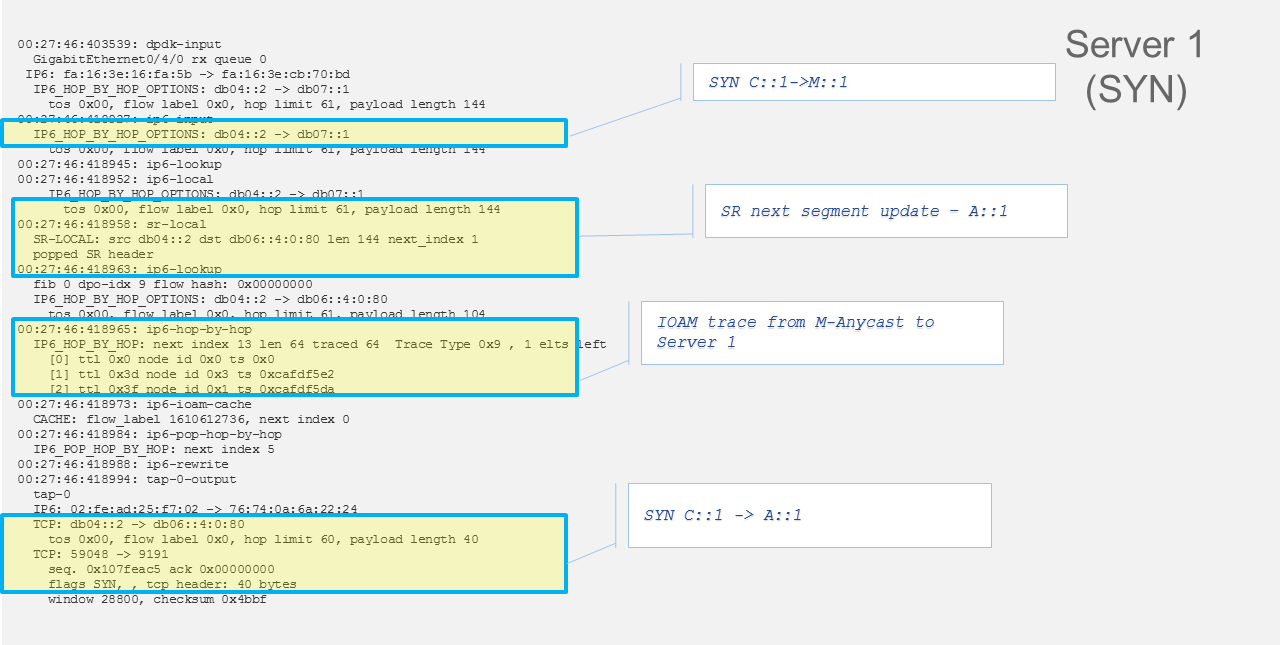 00:27:46:403539: dpdk-input
GigabitEthernet0/4/0 rx queue 0
IP6: fa:16:3e:16:fa:5b -> fa:16:3e:cb:70:bd
IP6_HOP_BY_HOP_OPTIONS: db04::2 -> db07::1
tos 0x00, flow label 0x0, hop limit 61, payload length 144
00:27:46:418937: ip6-input
IP6_HOP_BY_HOP_OPTIONS: db04::2 -> db07::1
tos 0x00, flow label 0x0, hop limit 61, payload length 144
00:27:46:418945: ip6-lookup
00:27:46:418952: ip6-local
IP6_HOP_BY_HOP_OPTIONS: db04::2 -> db07::1
tos 0x00, flow label 0x0, hop limit 61, payload length 144
00:27:46:418958: sr-local
SR-LOCAL: src db04::2 dst db06::4:0:80 len 144 next_index 1
popped SR header
00:27:46:418963: ip6-lookup
fib 0 dpo-idx 9 flow hash: 0x00000000
IP6_HOP_BY_HOP_OPTIONS: db04::2 -> db06::4:0:80
tos 0x00, flow label 0x0, hop limit 61, payload length 104
00:27:46:418965: ip6-hop-by-hop
IP6_HOP_BY_HOP: next index 13 len 64 traced 64 Trace Type 0x9 , 1 elts left
[0] ttl 0x0 node id 0x0 ts 0x0
[1] ttl 0x3d node id 0x3 ts 0xcafdf5e2
[2] ttl 0x3f node id 0x1 ts 0xcafdf5da
00:27:46:418973: ip6-ioam-cache
CACHE: flow_label 1610612736, next index 0
00:27:46:418984: ip6-pop-hop-by-hop
IP6_POP_HOP_BY_HOP: next index 5
00:27:46:418988: ip6-rewrite
00:27:46:418994: tap-0-output
tap-0
IP6: 02:fe:ad:25:f7:02 -> 76:74:0a:6a:22:24
TCP: db04::2 -> db06::4:0:80
tos 0x00, flow label 0x0, hop limit 60, payload length 40
TCP: 59048 -> 9191
seq. 0x107feac5 ack 0x00000000
flags SYN, , tcp header: 40 bytes
window 28800, checksum 0x4bbf
Server 1
(SYN)
SYN C::1->M::1
SR next segment update – A::1
IOAM trace from M-Anycast to
Server 1
SYN C::1 -> A::1